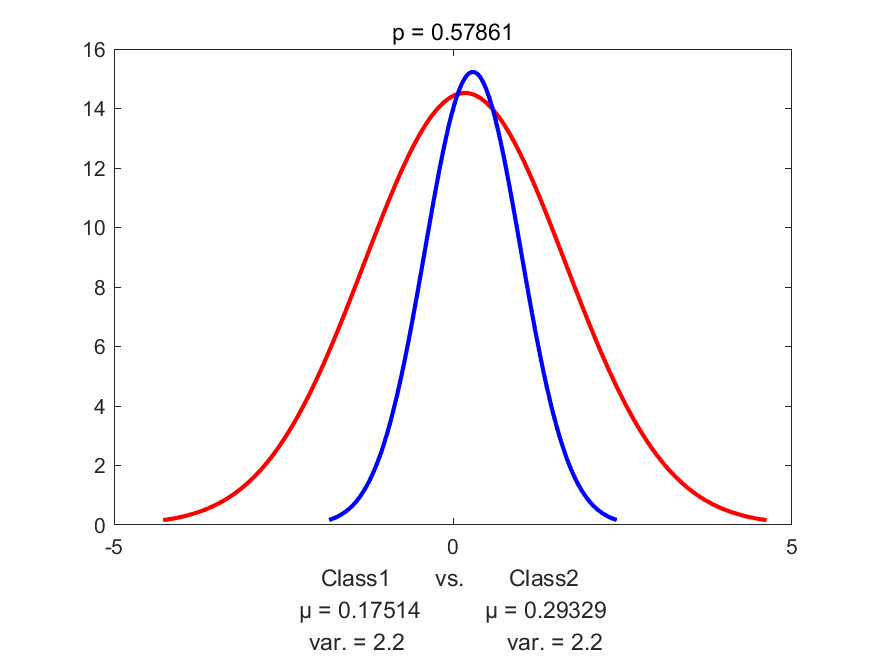 p = 0.57861
16
14
12
10
8
6
4
2
0
-5 0 5
Class1 vs. Class2
μ = 0.17514 μ = 0.29329
var. = 2.2 var. = 2.2